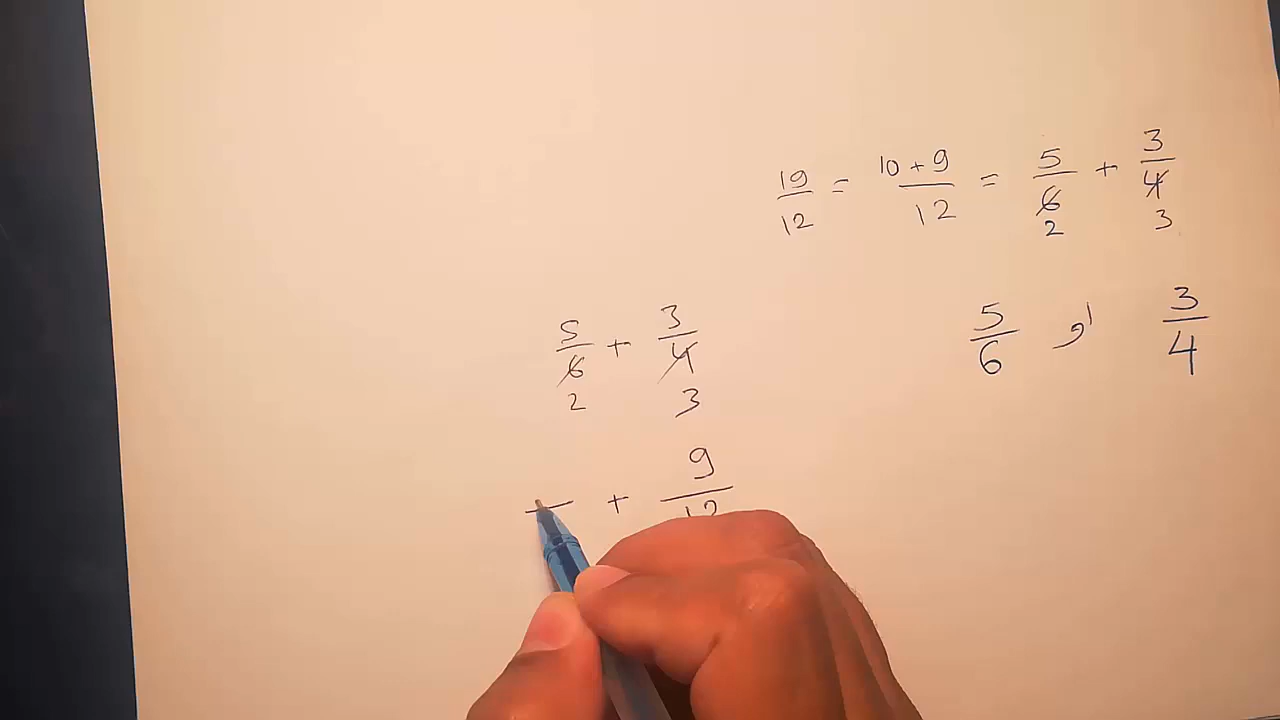 19/12 = 10+9/12 = 5/6 + 3/4
2 3
5/6 و 3/4
5/6 + 3/4
2 3
+ 9/12